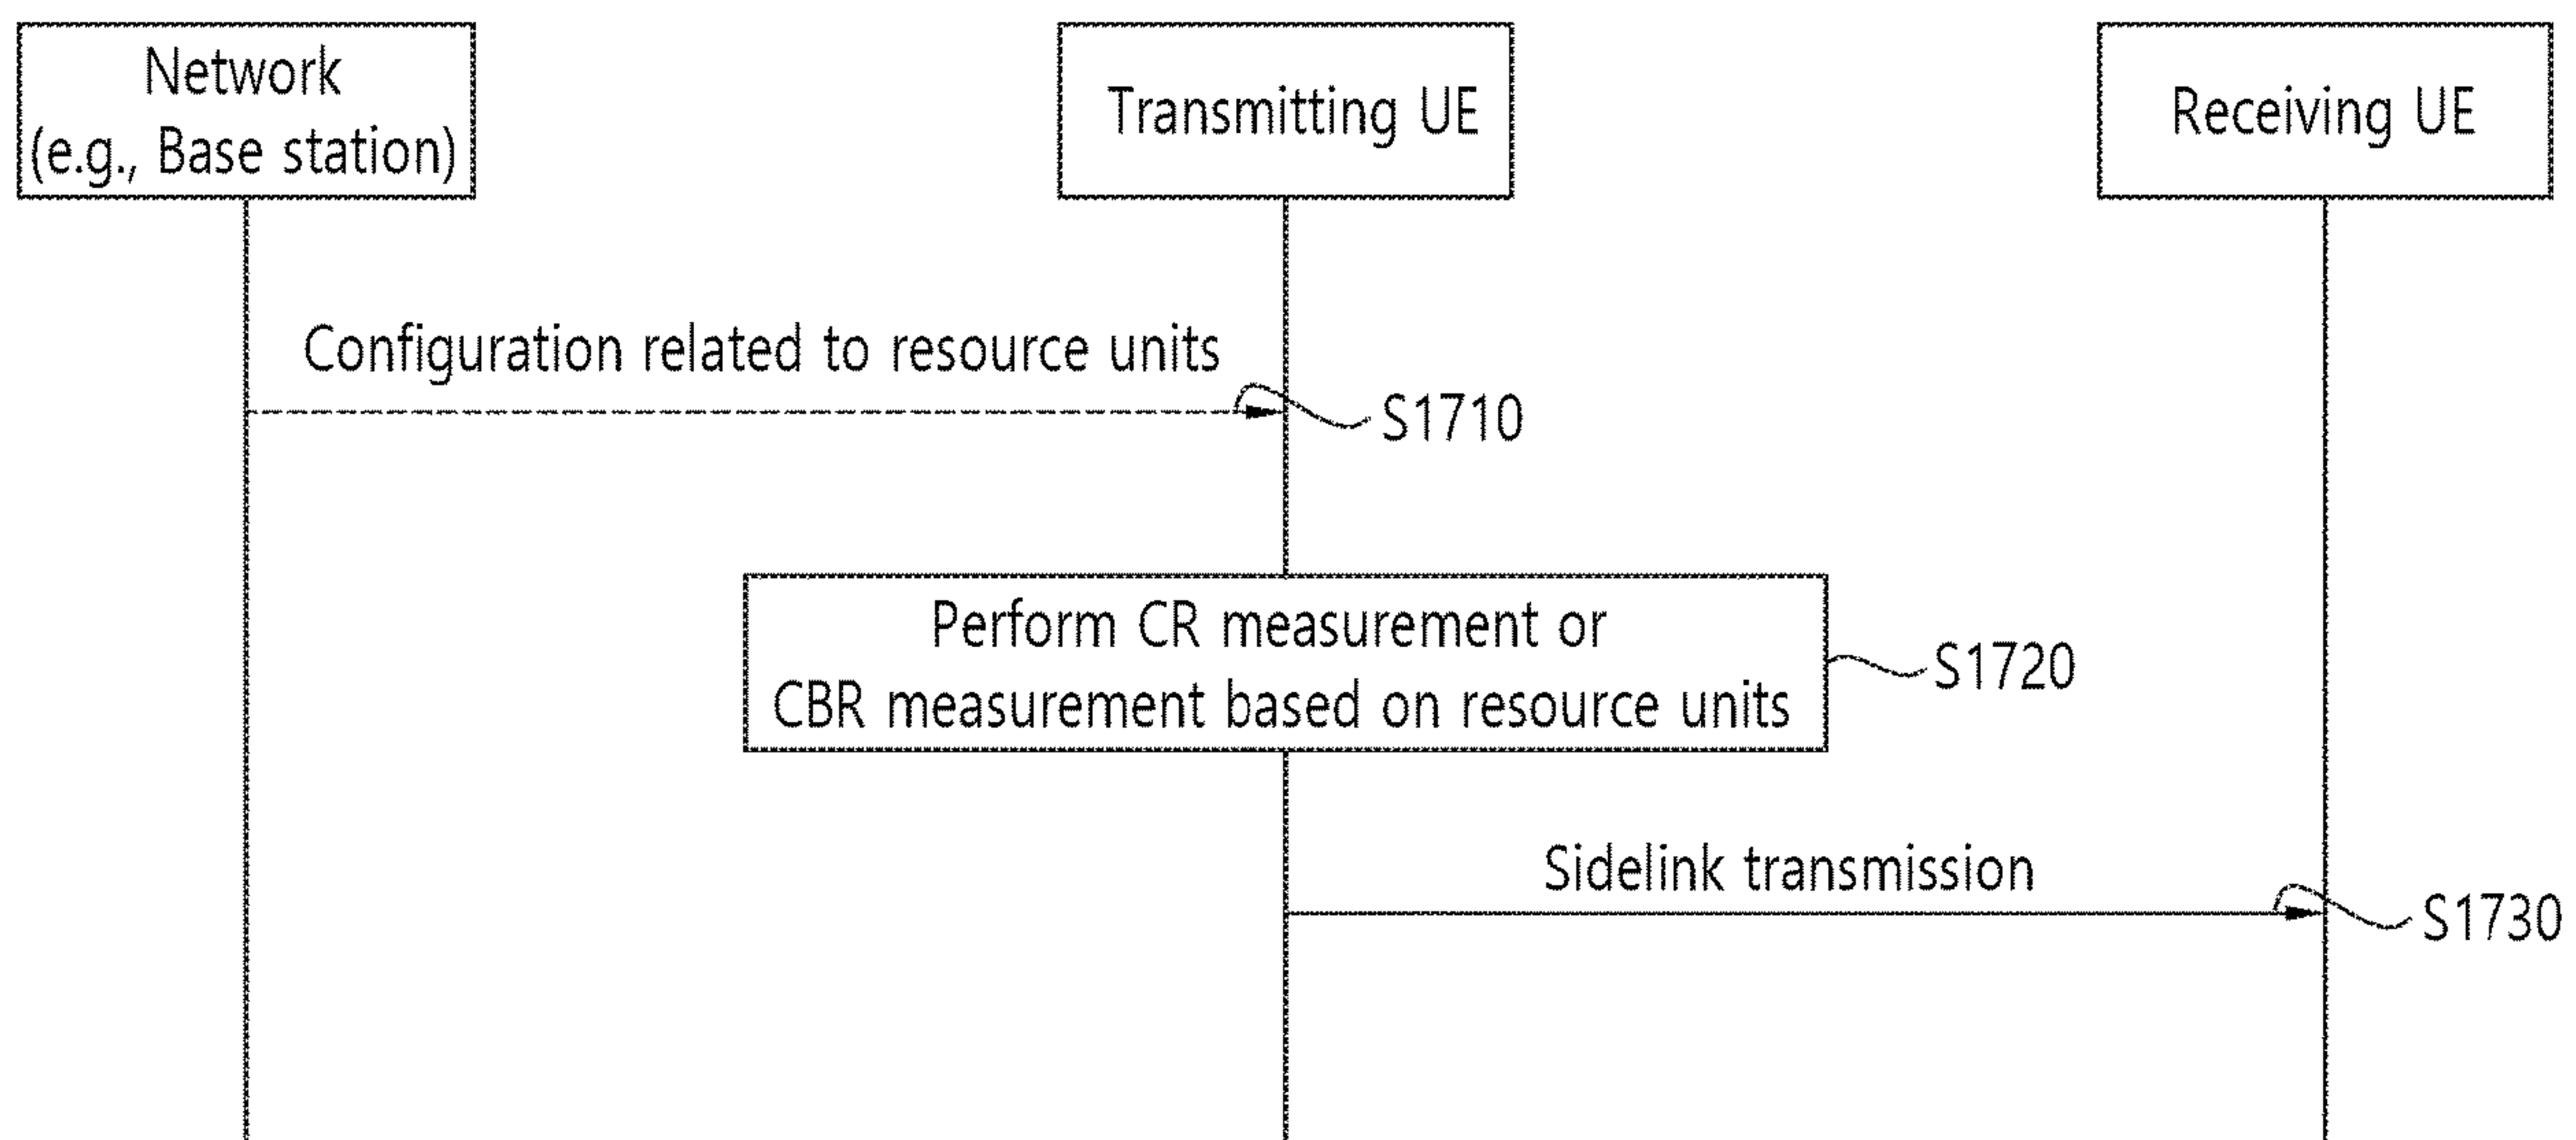 Network
(e.g., Base station)
Transmitting UE
Receiving UE
Configuration related to resource units
S1710
Perform CR measurement or
CBR measurement based on resource units
S1720
Sidelink transmission
S1730